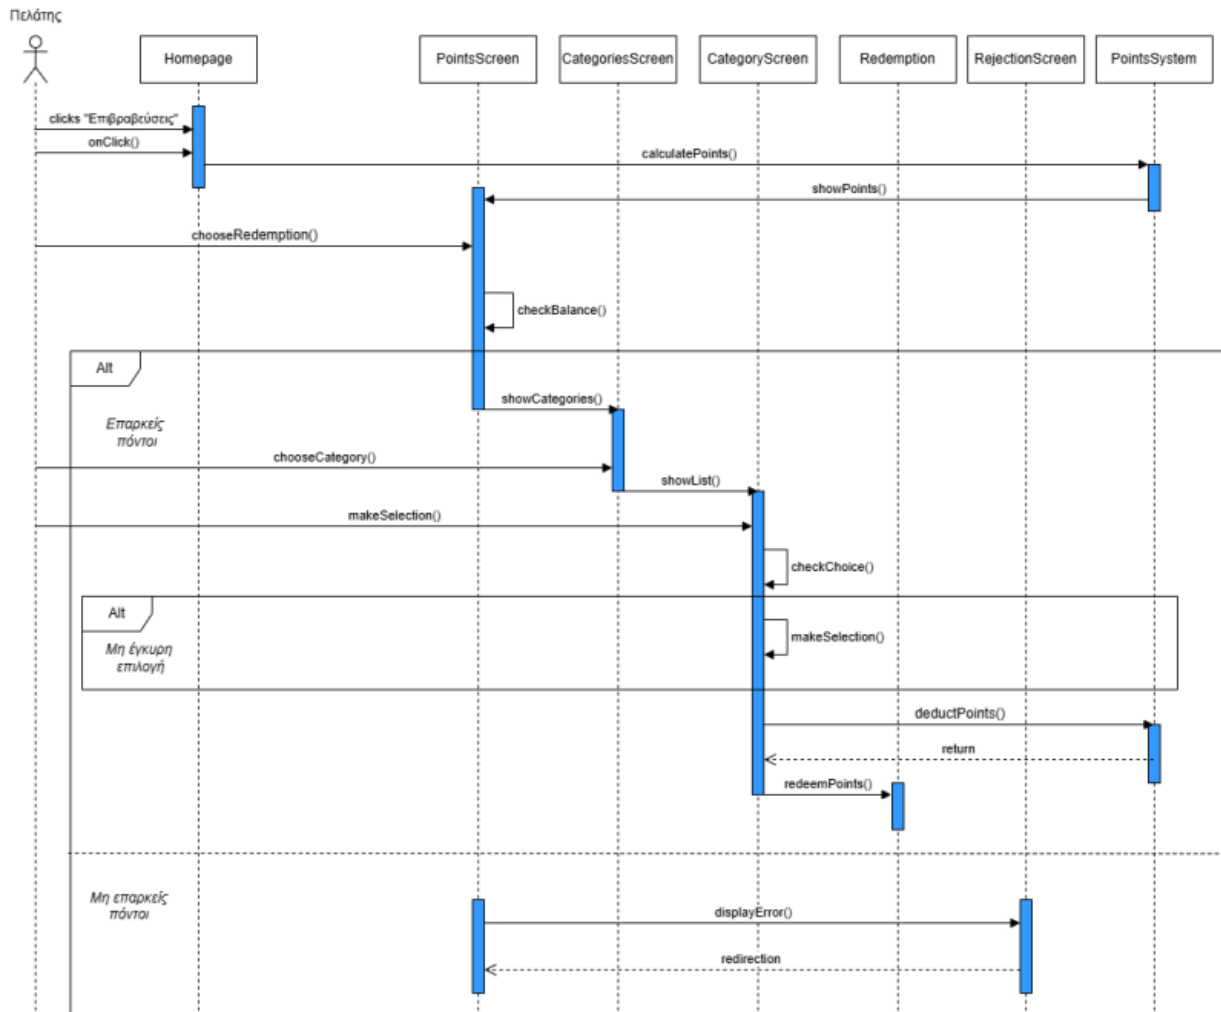 Πελάτης
Homepage
PointsScreen
CategoriesScreen
CategoryScreen
Redemption
RejectionScreen
PointsSystem
clicks "Επιβραβεύσεις"
onClick()
calculatePoints()
showPoints()
chooseRedemption()
checkBalance()
Alt
Επαρκείς
πόντοι
showCategories()
chooseCategory()
showList()
makeSelection()
checkChoice()
Alt
Μη έγκυρη
επιλογή
makeSelection()
deductPoints()
return
redeemPoints()
Μη επαρκείς
πόντοι
displayError()
redirection